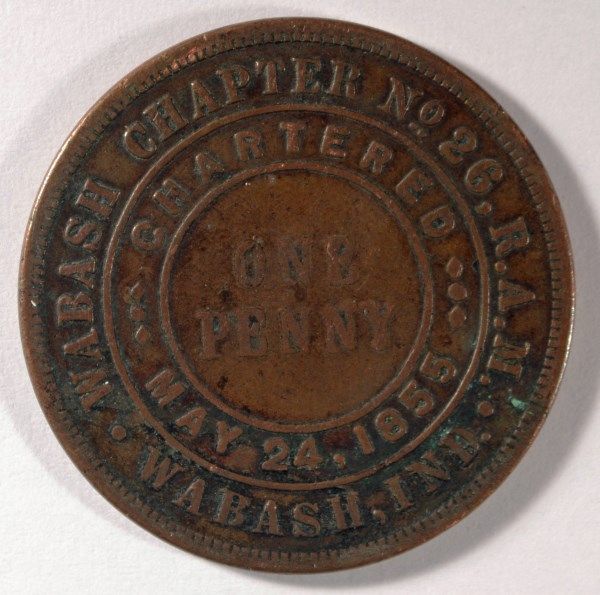 WABASH CHAPTER No. 26, R.A.M.
WABASH, IND.
CHARTERED
MAY 24, 1855
ONE
PENNY